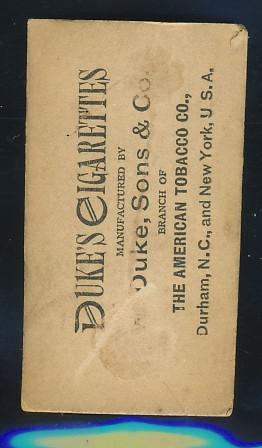 DUKE'S CIGARETTES
MANUFACTURED BY
Duke, Sons & Co.
BRANCH OF
THE AMERICAN TOBACCO CO.,
Durham, N.C., and New York, U.S.A.